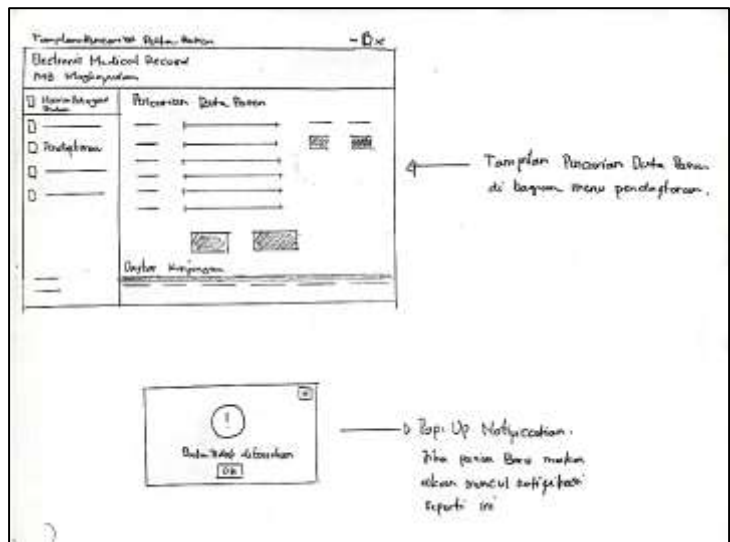 Tampilan Pencarian Data Pasien
Electronic Medical Record
PMB
Pencarian Data Pasien
Pendaftaran
Daftar Kunjungan
Tampilan Pencarian Data Pasien
di bagian menu pendaftaran.
!
Data tidak ditemukan
OK
Pop-Up Notification.
Jika pasien Baru maka
akan muncul notifikasi
seperti ini